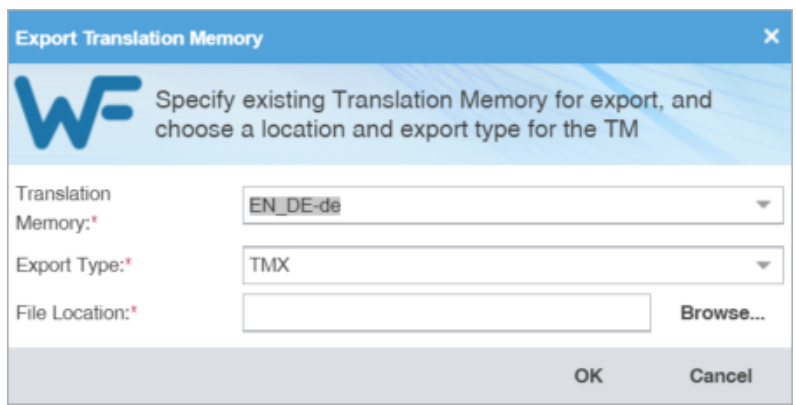 Export Translation Memory ×
WF Specify existing Translation Memory for export, and
choose a location and export type for the TM
Translation
Memory:* EN_DE-de
Export Type:* TMX
File Location:* Browse...
OK Cancel